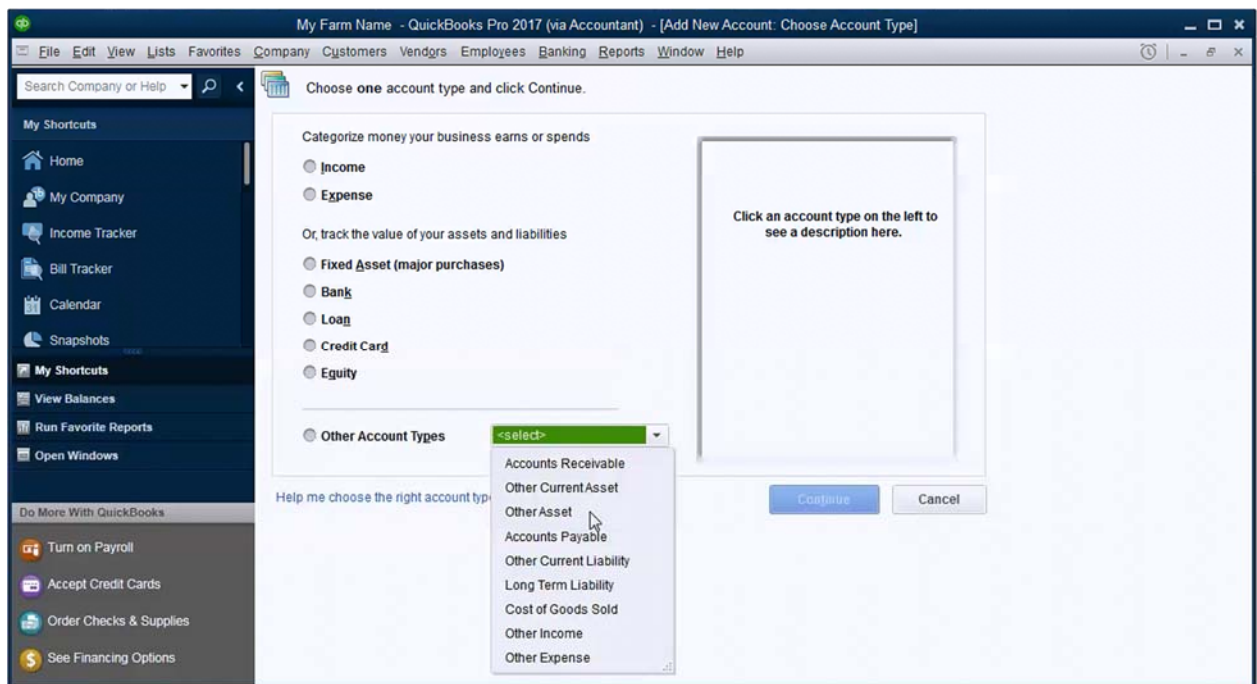 qb
My Farm Name - QuickBooks Pro 2017 (via Accountant) - [Add New Account: Choose Account Type]
File Edit View Lists Favorites Company Customers Vendors Employees Banking Reports Window Help
Search Company or Help
Choose one account type and click Continue.
My Shortcuts
Home
My Company
Income Tracker
Bill Tracker
Calendar
Snapshots
My Shortcuts
View Balances
Run Favorite Reports
Open Windows
Do More With QuickBooks
Turn on Payroll
Accept Credit Cards
Order Checks & Supplies
See Financing Options
Categorize money your business earns or spends
Income
Expense
Or, track the value of your assets and liabilities
Fixed Asset (major purchases)
Bank
Loan
Credit Card
Equity
Other Account Types
<select>
Accounts Receivable
Other Current Asset
Other Asset
Accounts Payable
Other Current Liability
Long Term Liability
Cost of Goods Sold
Other Income
Other Expense
Click an account type on the left to
see a description here.
Help me choose the right account typ
Continue
Cancel